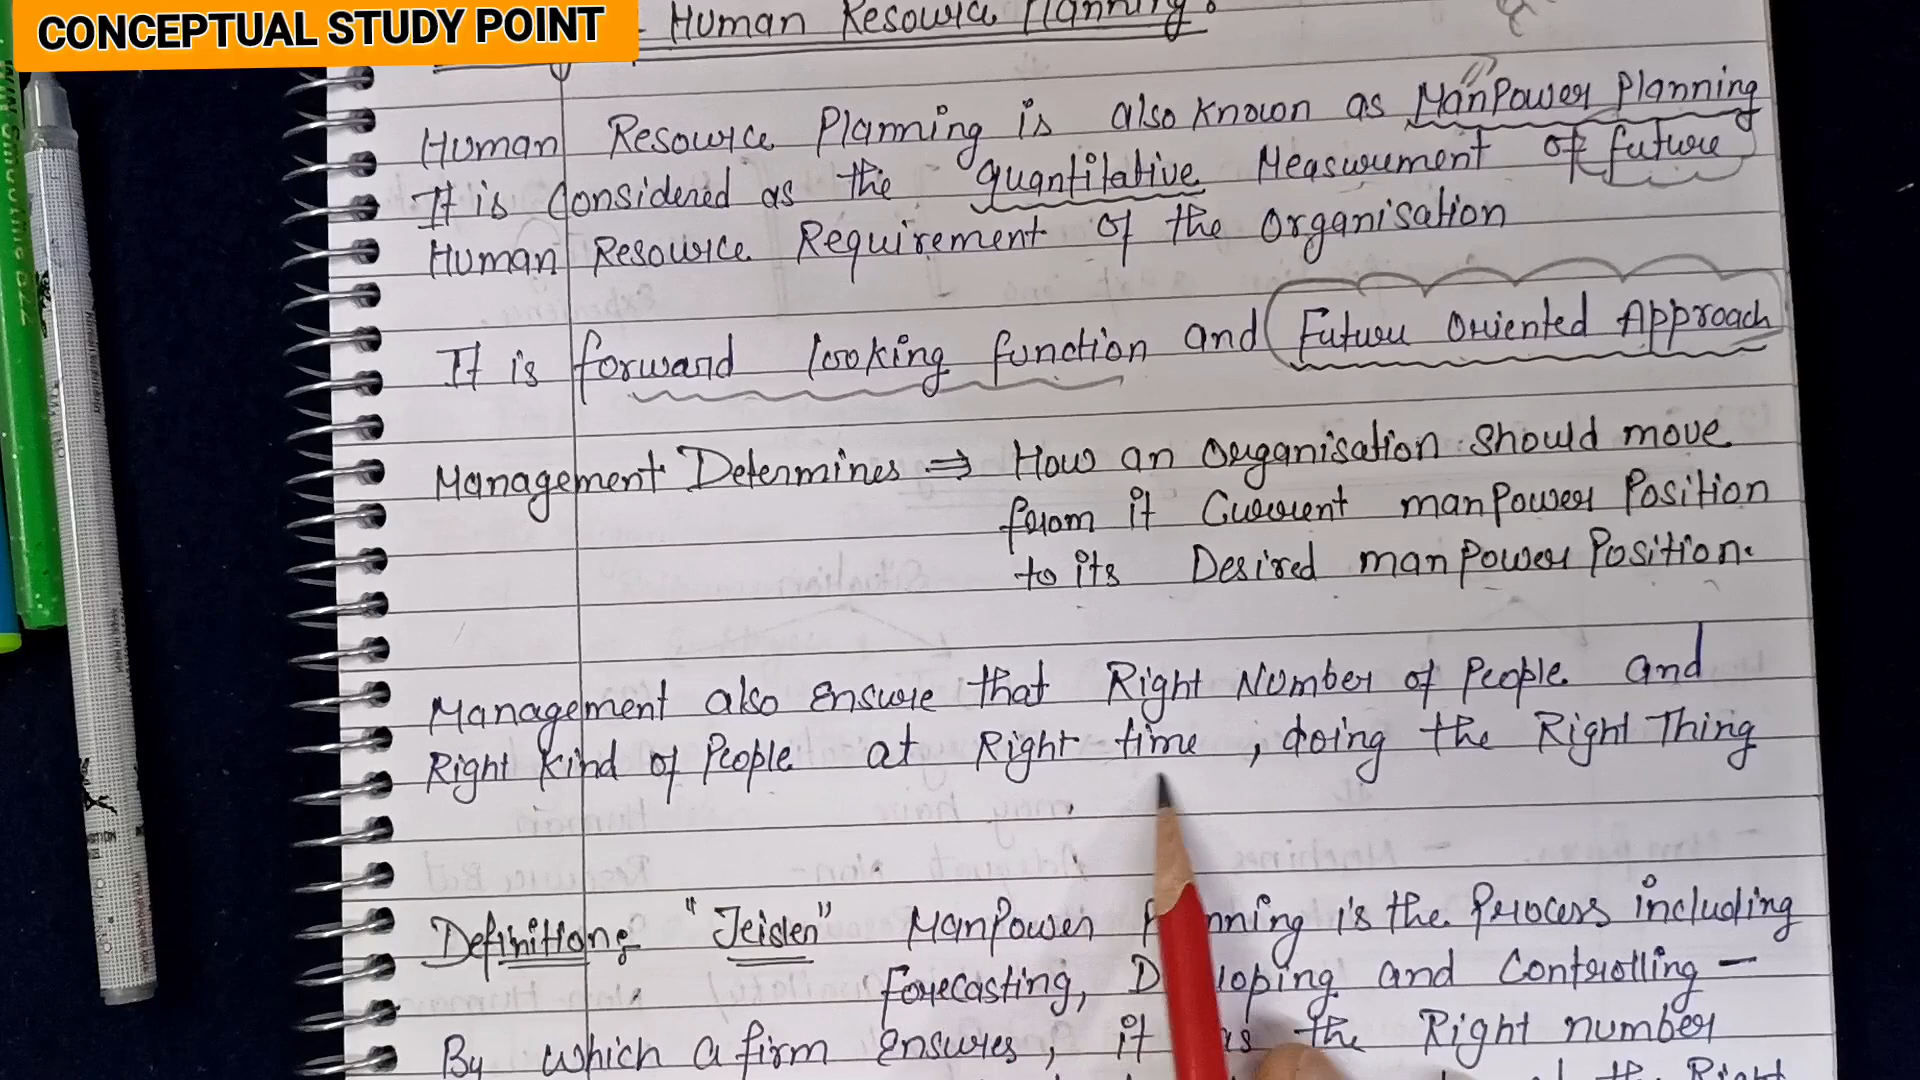 CONCEPTUAL STUDY POINT
- Human Resource Planning:
Human Resource Planning is also known as ManPower Planning
It is Considered as the quantitative Measurement of future
Human Resource Requirement of the Organisation
It is forward looking function and Future Oriented Approach
Management Determines ⇒ How an Organisation should move
from it Current manpower Position
to its Desired manpower Position.
Management also Ensure that Right Number of People and
Right Kind of People at Right time, doing the Right Thing
Definition: "Jeislen" ManPower nning is the Process including
Forecasting, D loping and Controlling -
By which a firm Ensures, it as the Right number
the Right